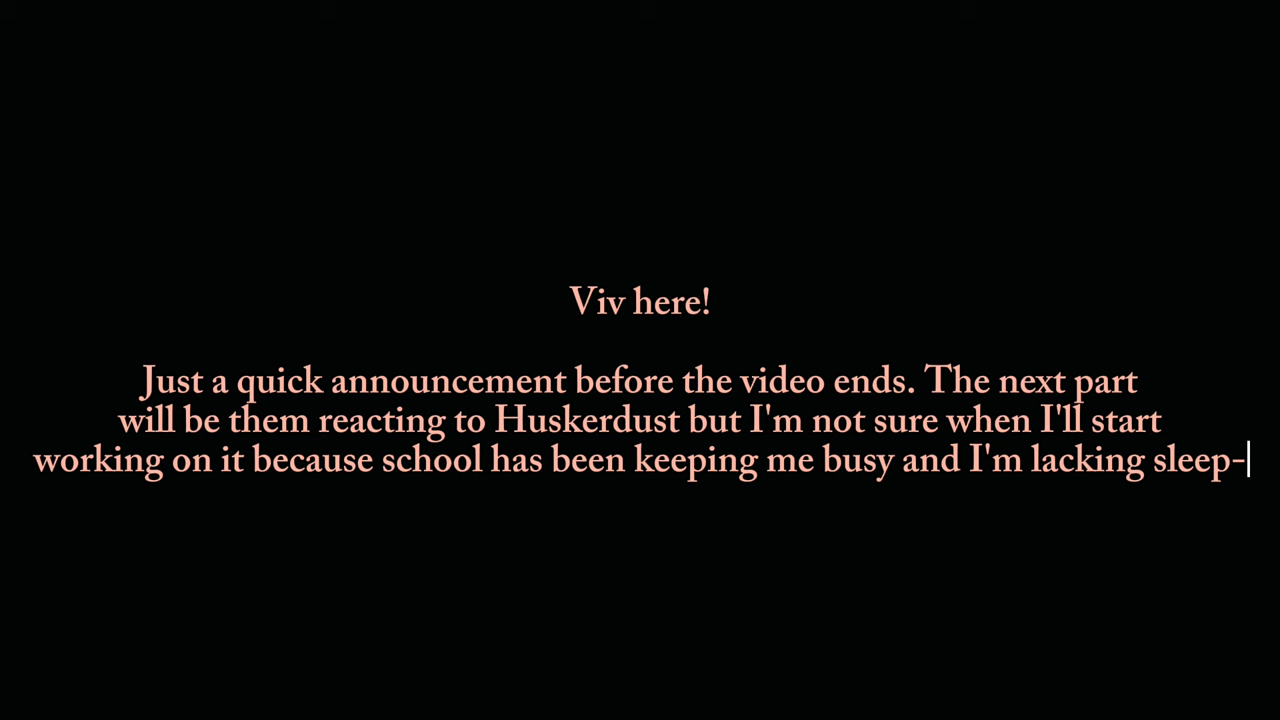 Viv here!
Just a quick announcement before the video ends. The next part
will be them reacting to Huskerdust but I'm not sure when I'll start
working on it because school has been keeping me busy and I'm lacking sleep-